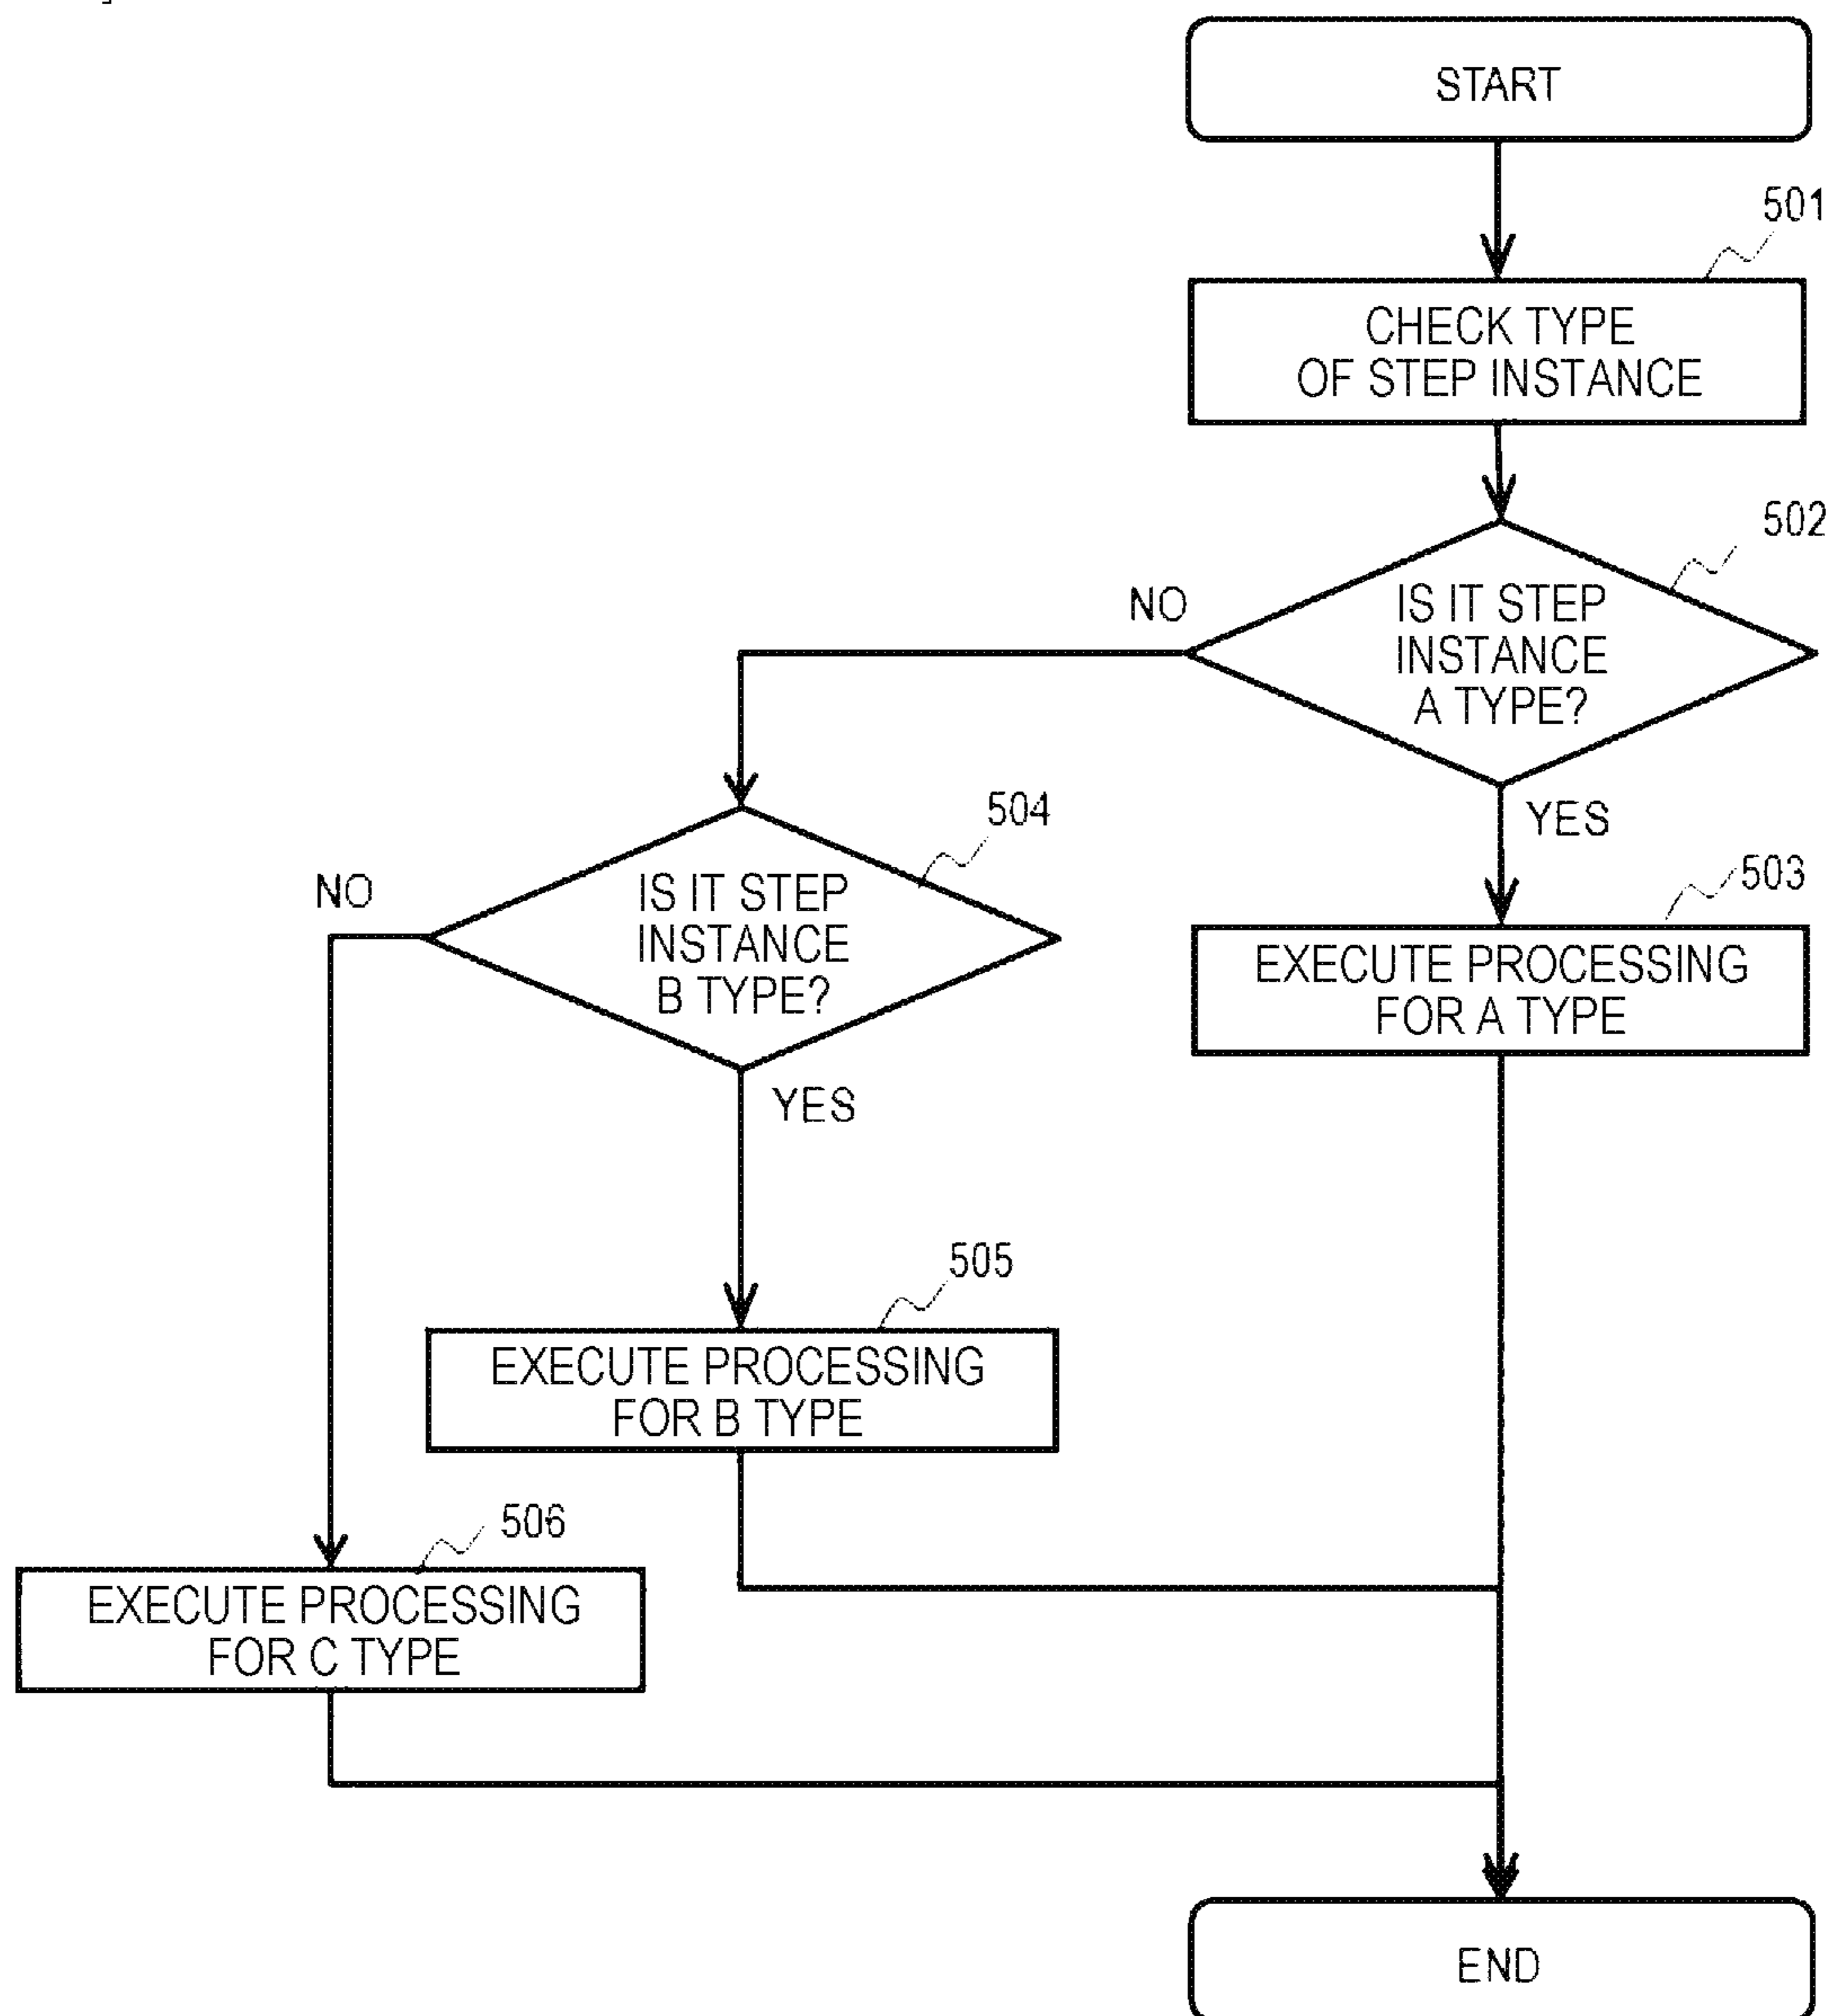 START
501
CHECK TYPE
OF STEP INSTANCE
502
IS IT STEP
INSTANCE
A TYPE?
NO
YES
503
EXECUTE PROCESSING
FOR A TYPE
504
IS IT STEP
INSTANCE
B TYPE?
NO
YES
505
EXECUTE PROCESSING
FOR B TYPE
506
EXECUTE PROCESSING
FOR C TYPE
END